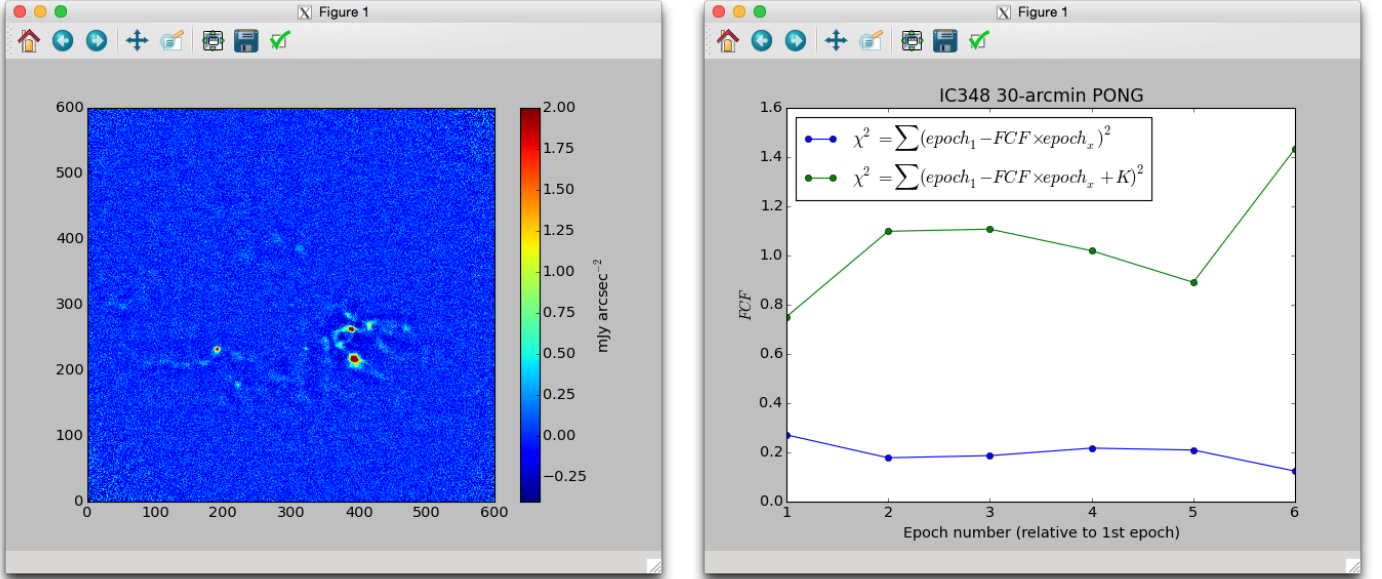 Figure 1
600
500
400
300
200
100
0
0 100 200 300 400 500 600
2.00
1.75
1.50
1.25
1.00
0.75
0.50
0.25
0.00
−0.25
mJy arcsec⁻²
Figure 1
IC348 30-arcmin PONG
1.6
1.4
1.2
1.0
0.8
0.6
0.4
0.2
0.0
FCF
χ² = ∑(epoch₁−FCF×epochₓ)²
χ² = ∑(epoch₁−FCF×epochₓ+K)²
1 2 3 4 5 6
Epoch number (relative to 1st epoch)